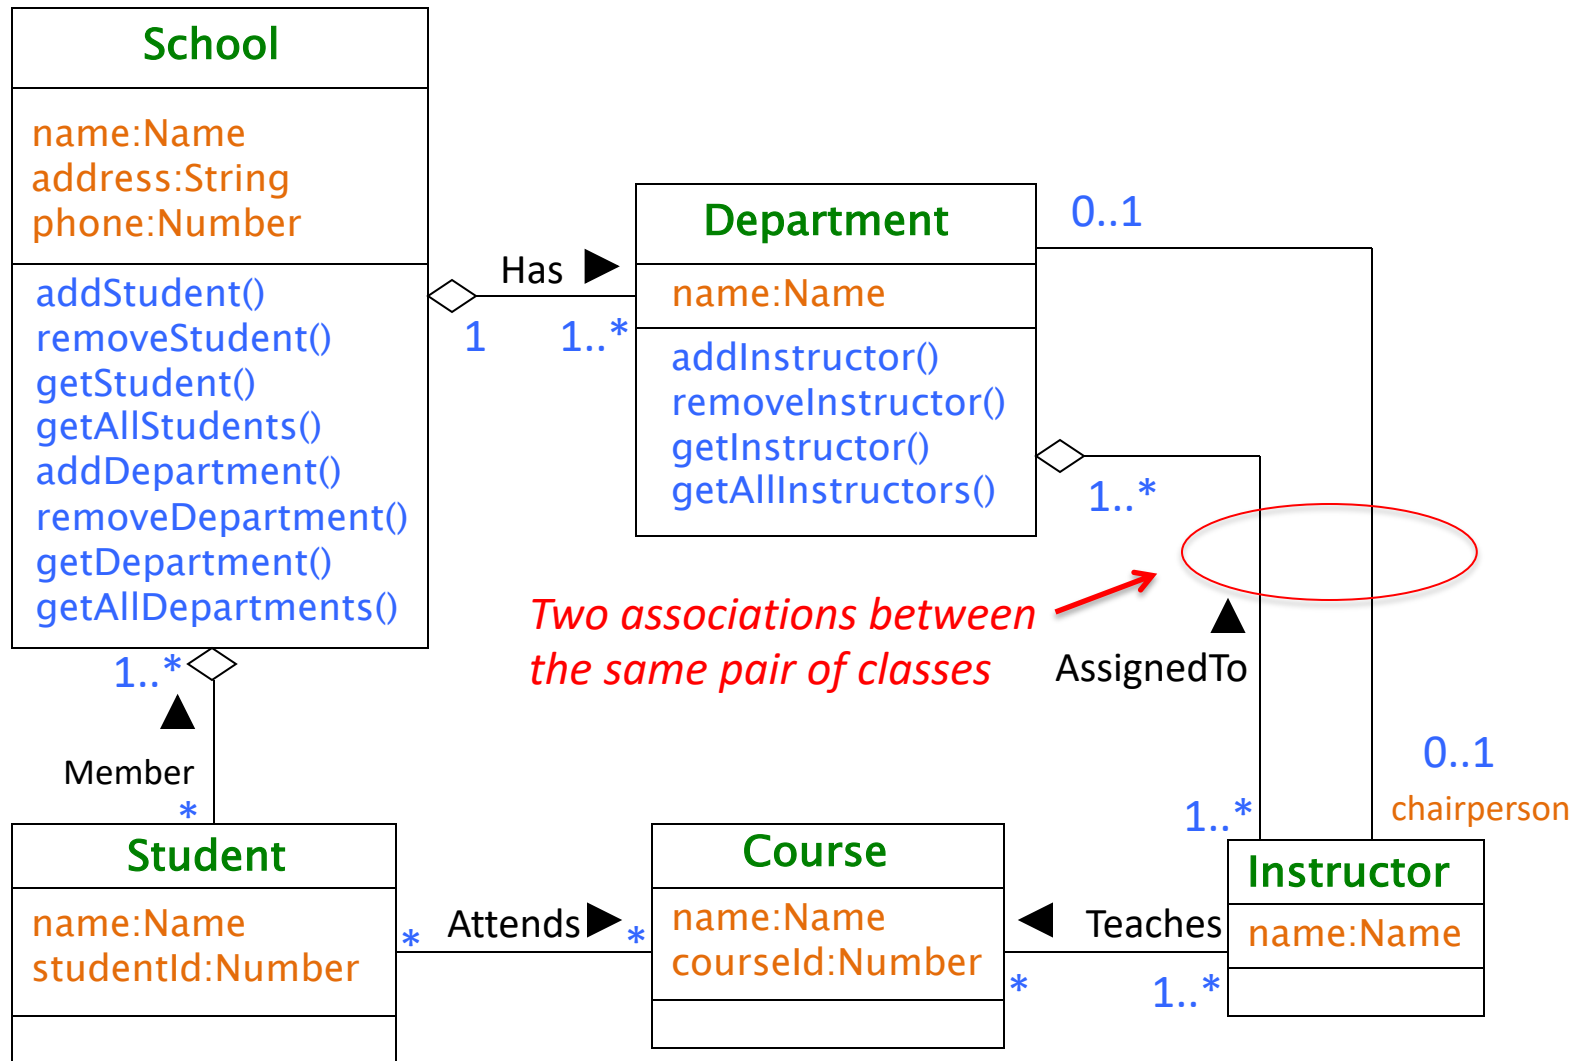 School
name:Name
address:String
phone:Number
addStudent()
removeStudent()
getStudent()
getAllStudents()
addDepartment()
removeDepartment()
getDepartment()
getAllDepartments()
Has
1
1..*
Department
name:Name
addInstructor()
removeInstructor()
getInstructor()
getAllInstructors()
0..1
1..*
Two associations between
the same pair of classes
AssignedTo
1..*
Member
*
0..1
chairperson
1..*
Student
name:Name
studentId:Number
*
Attends
*
Course
name:Name
courseId:Number
*
Teaches
1..*
Instructor
name:Name